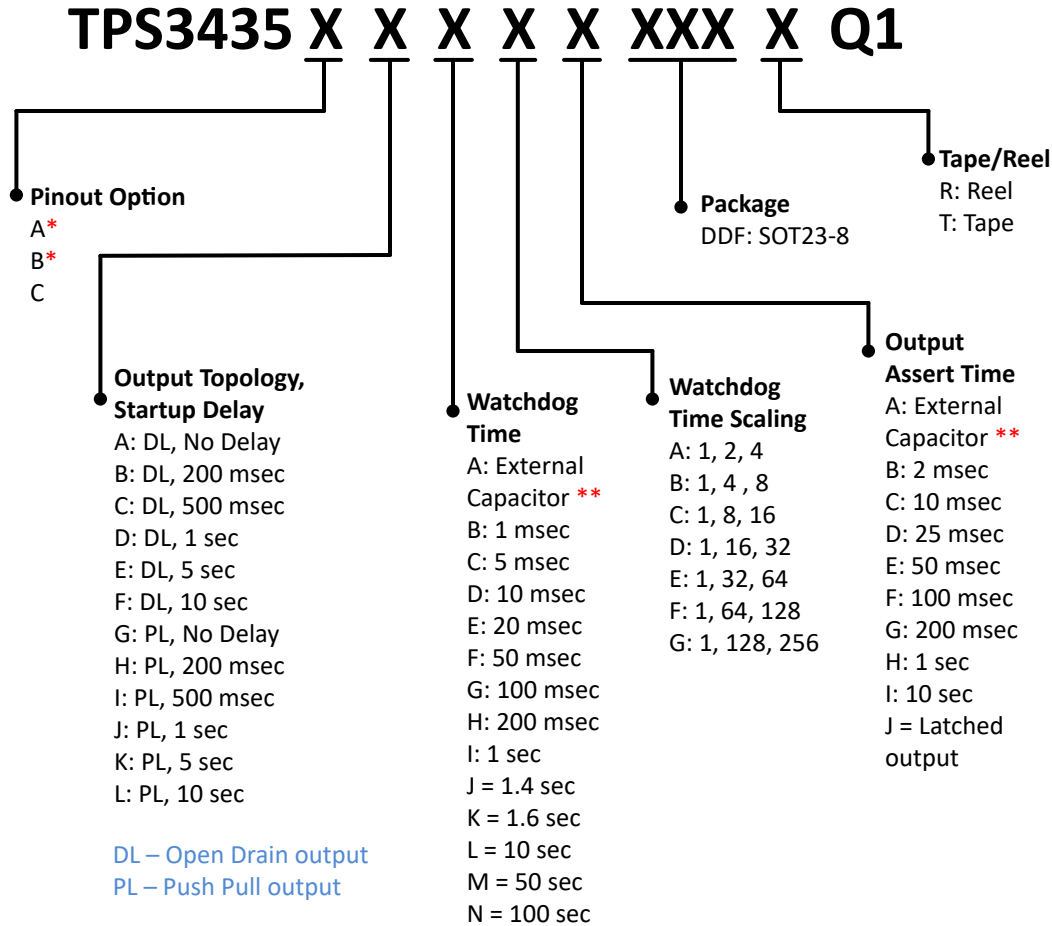 TPS3435 X X X X X XXX X Q1
Pinout Option
A*
B*
C
Output Topology,
Startup Delay
A: DL, No Delay
B: DL, 200 msec
C: DL, 500 msec
D: DL, 1 sec
E: DL, 5 sec
F: DL, 10 sec
G: PL, No Delay
H: PL, 200 msec
I: PL, 500 msec
J: PL, 1 sec
K: PL, 5 sec
L: PL, 10 sec
DL – Open Drain output
PL – Push Pull output
Watchdog
Time
A: External
Capacitor **
B: 1 msec
C: 5 msec
D: 10 msec
E: 20 msec
F: 50 msec
G: 100 msec
H: 200 msec
I: 1 sec
J = 1.4 sec
K = 1.6 sec
L = 10 sec
M = 50 sec
N = 100 sec
Watchdog
Time Scaling
A: 1, 2, 4
B: 1, 4 , 8
C: 1, 8, 16
D: 1, 16, 32
E: 1, 32, 64
F: 1, 64, 128
G: 1, 128, 256
Output
Assert Time
A: External
Capacitor **
B: 2 msec
C: 10 msec
D: 25 msec
E: 50 msec
F: 100 msec
G: 200 msec
H: 1 sec
I: 10 sec
J = Latched
output
Package
DDF: SOT23-8
Tape/Reel
R: Reel
T: Tape